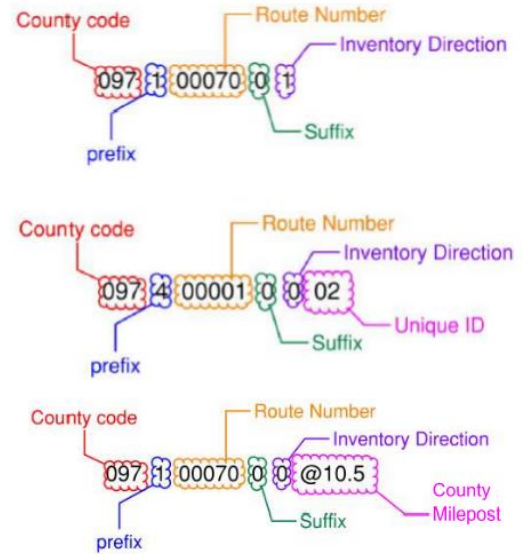 County code
Route Number
Inventory Direction
097 1 00070 0 1
Suffix
prefix
County code
Route Number
Inventory Direction
097 4 00001 0 0 02
Unique ID
Suffix
prefix
County code
Route Number
Inventory Direction
097 1 00070 0 0 @10.5
County
Milepost
Suffix
prefix